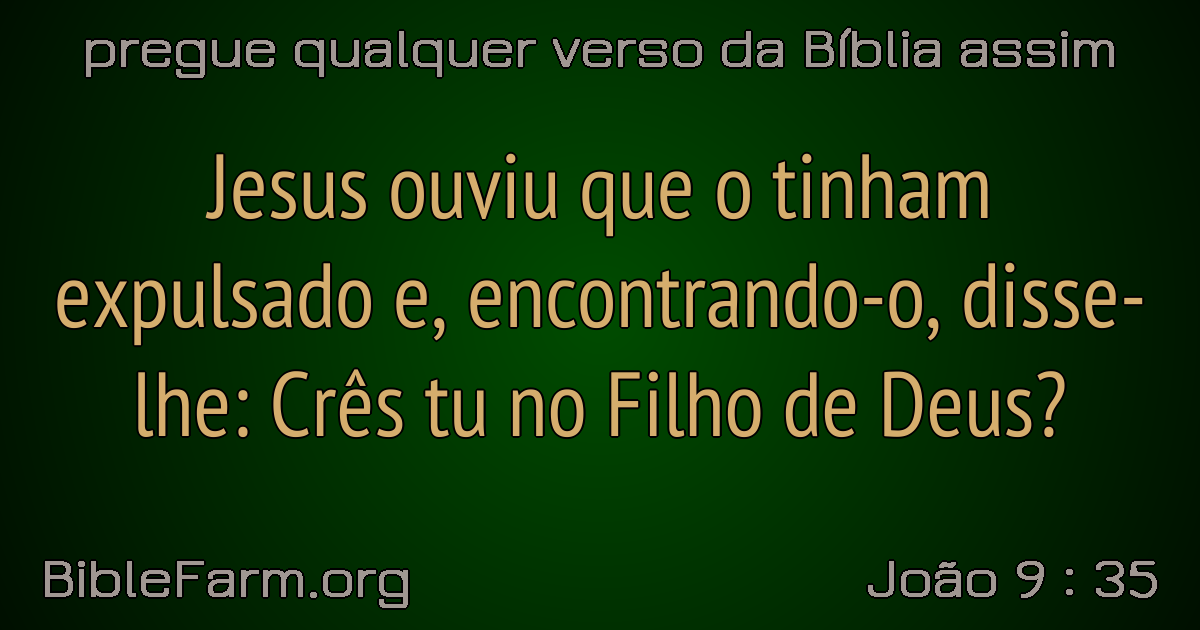 pregue qualquer verso da Bíblia assim
Jesus ouviu que o tinham
expulsado e, encontrando-o, disse-
lhe: Crês tu no Filho de Deus?
BibleFarm.org
João 9 : 35